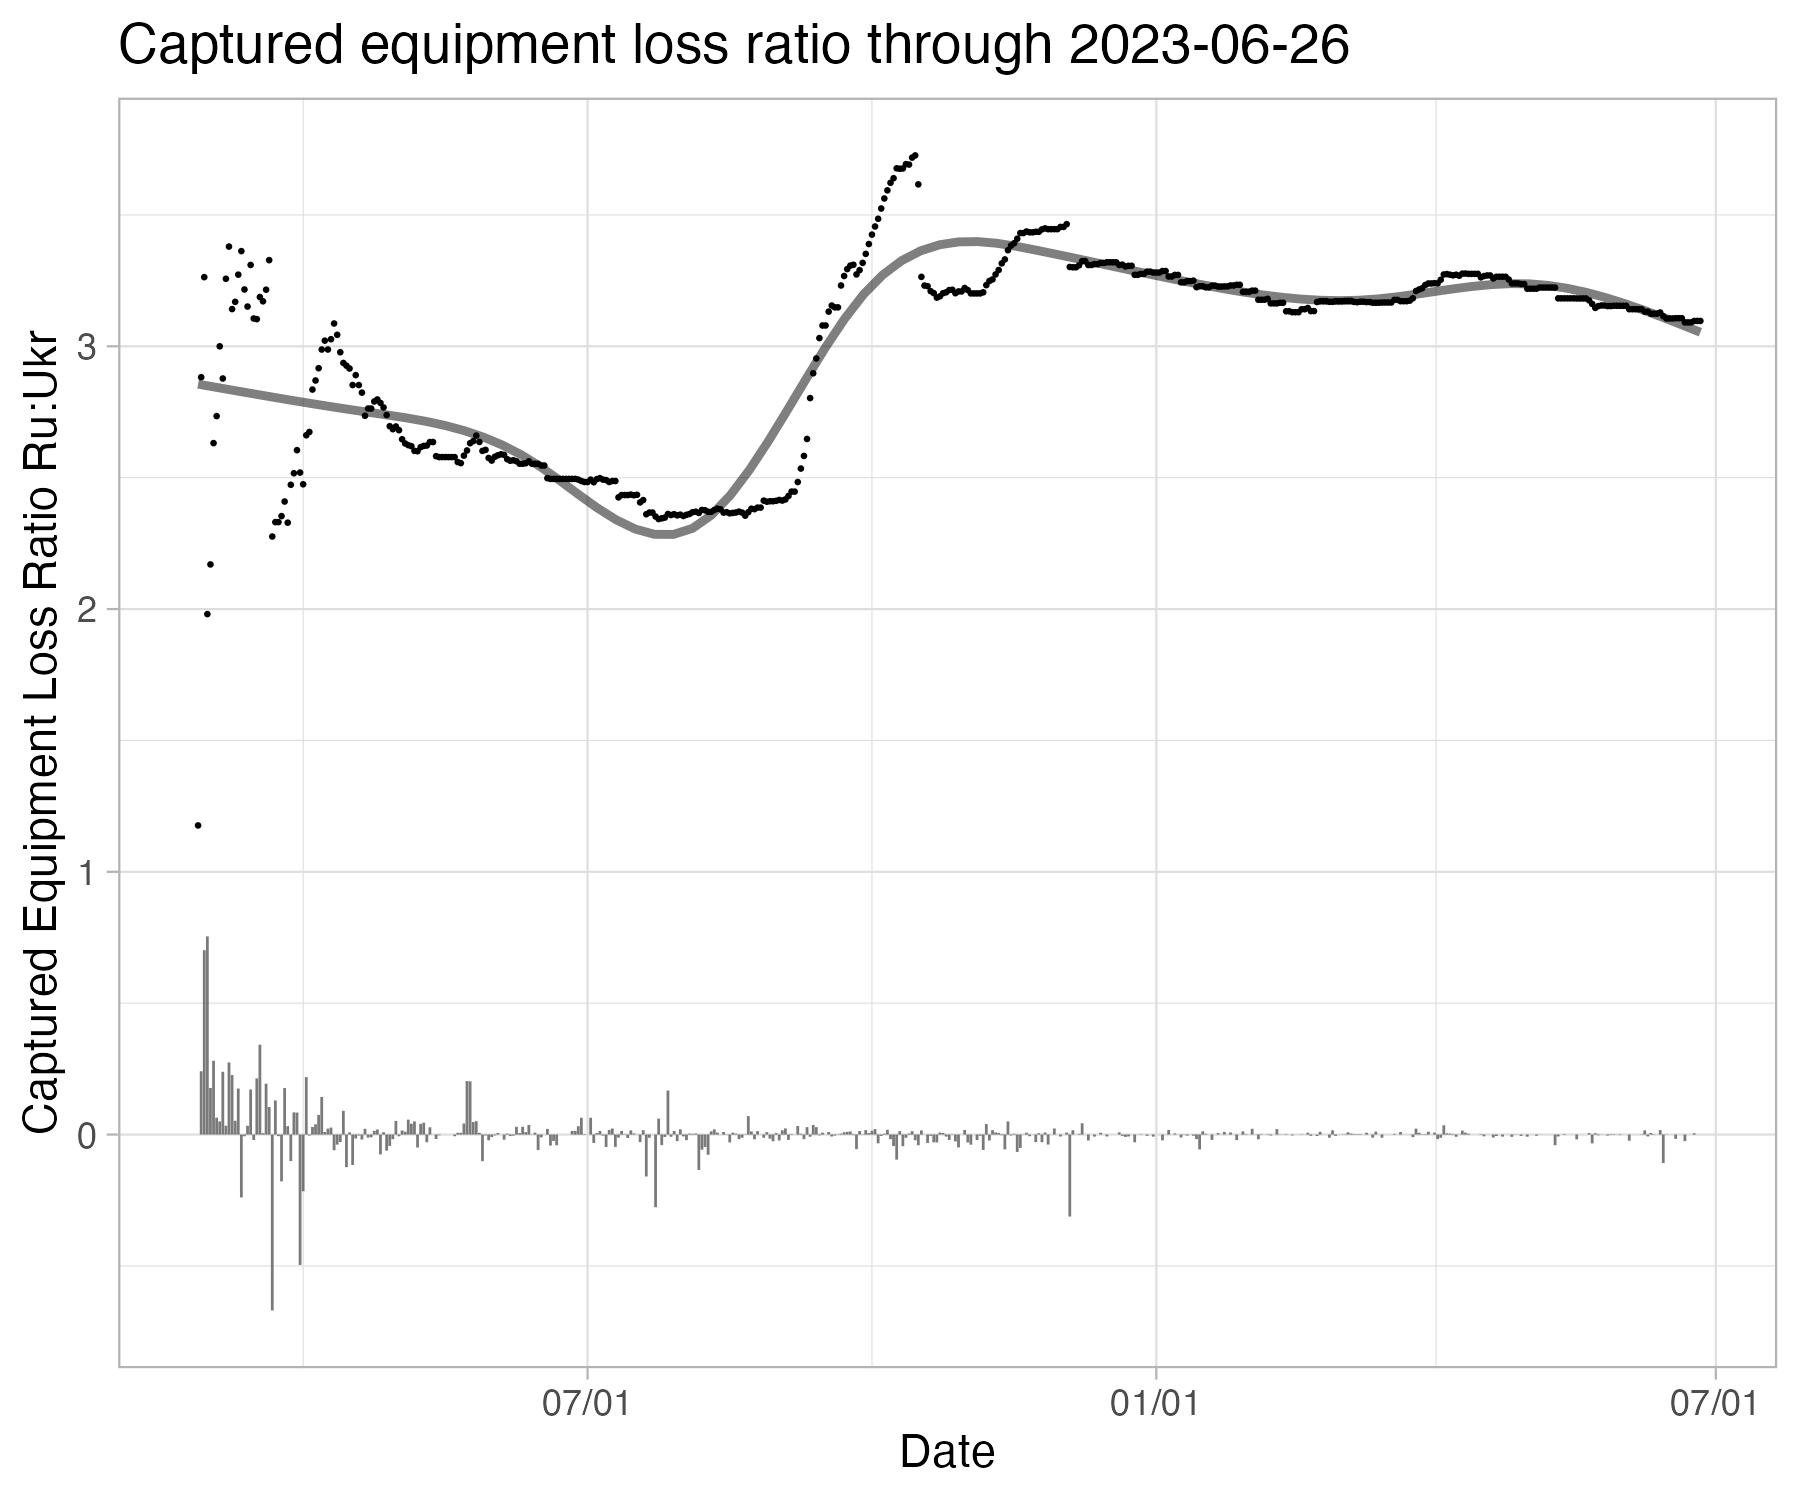 Captured equipment loss ratio through 2023-06-26
Captured Equipment Loss Ratio Ru:Ukr
3
2
1
0
07/01
01/01
07/01
Date